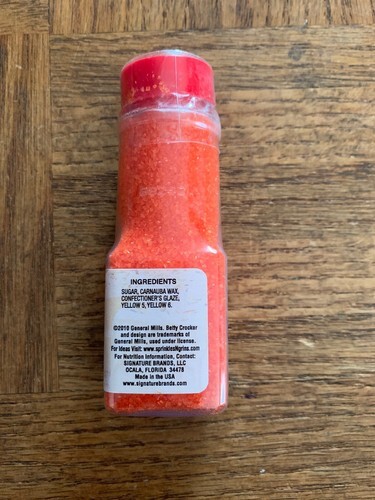 INGREDIENTS
SUGAR, CARNAUBA WAX,
CONFECTIONER'S GLAZE,
YELLOW 5, YELLOW 6.
©2010 General Mills. Betty Crocker
and design are trademarks of
General Mills, used under license.
For Ideas Visit: www.sprinklesNgrins.com
For Nutrition Information, Contact:
SIGNATURE BRANDS, LLC
OCALA, FLORIDA 34478
Made in the USA
www.signaturebrands.com